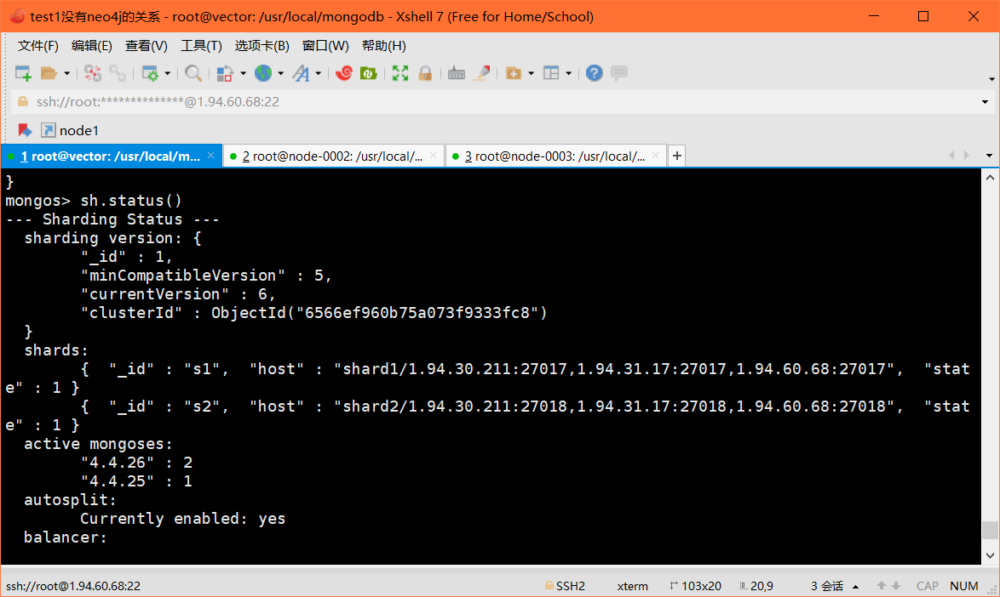 test1没有neo4j的关系 - root@vector: /usr/local/mongodb - Xshell 7 (Free for Home/School)
文件(F) 编辑(E) 查看(V) 工具(T) 选项卡(B) 窗口(W) 帮助(H)
ssh://root:**************@1.94.60.68:22
node1
1 root@vector: /usr/local/m... 2 root@node-0002: /usr/local/... 3 root@node-0003: /usr/local/...
}
mongos> sh.status()
--- Sharding Status ---
sharding version: {
"_id" : 1,
"minCompatibleVersion" : 5,
"currentVersion" : 6,
"clusterId" : ObjectId("6566ef960b75a073f9333fc8")
}
shards:
{  "_id" : "s1",  "host" : "shard1/1.94.30.211:27017,1.94.31.17:27017,1.94.60.68:27017",  "stat
e" : 1 }
{  "_id" : "s2",  "host" : "shard2/1.94.30.211:27018,1.94.31.17:27018,1.94.60.68:27018",  "stat
e" : 1 }
active mongoses:
"4.4.26" : 2
"4.4.25" : 1
autosplit:
Currently enabled: yes
balancer:
ssh://root@1.94.60.68:22 SSH2 xterm 103x20 20,9 3 会话 CAP NUM